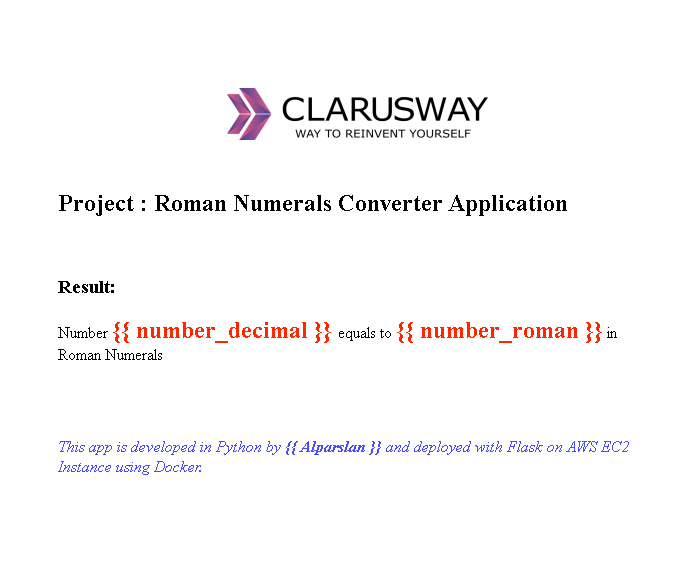 CLARUSWAY
WAY TO REINVENT YOURSELF
Project : Roman Numerals Converter Application
Result:
Number {{ number_decimal }} equals to {{ number_roman }} in
Roman Numerals
This app is developed in Python by {{ Alparslan }} and deployed with Flask on AWS EC2
Instance using Docker.